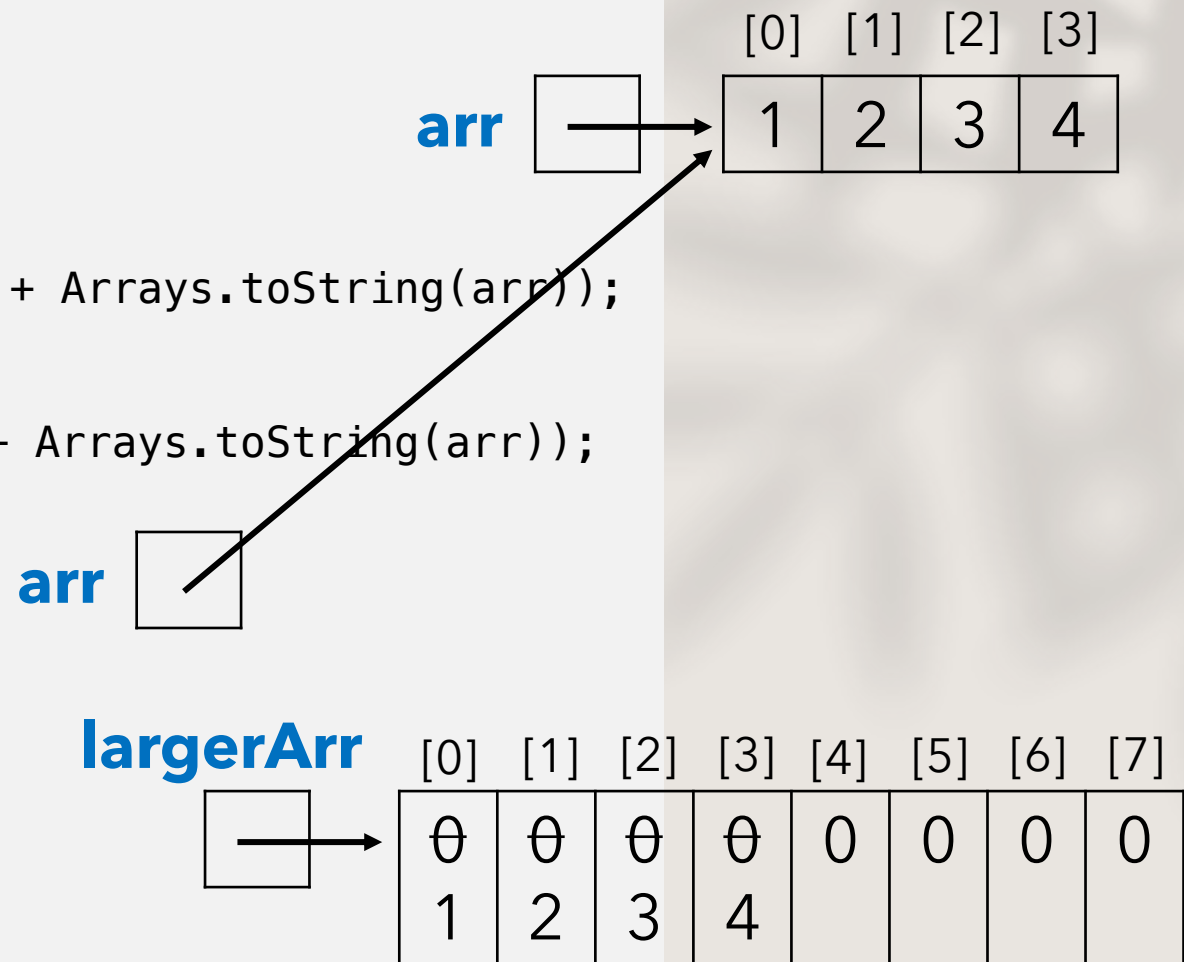 [0] [1] [2] [3]
arr 1 2 3 4
+ Arrays.toString(arr));
- Arrays.toString(arr));
arr
largerArr [0] [1] [2] [3] [4] [5] [6] [7]
0 0 0 0 0 0 0 0
1 2 3 4